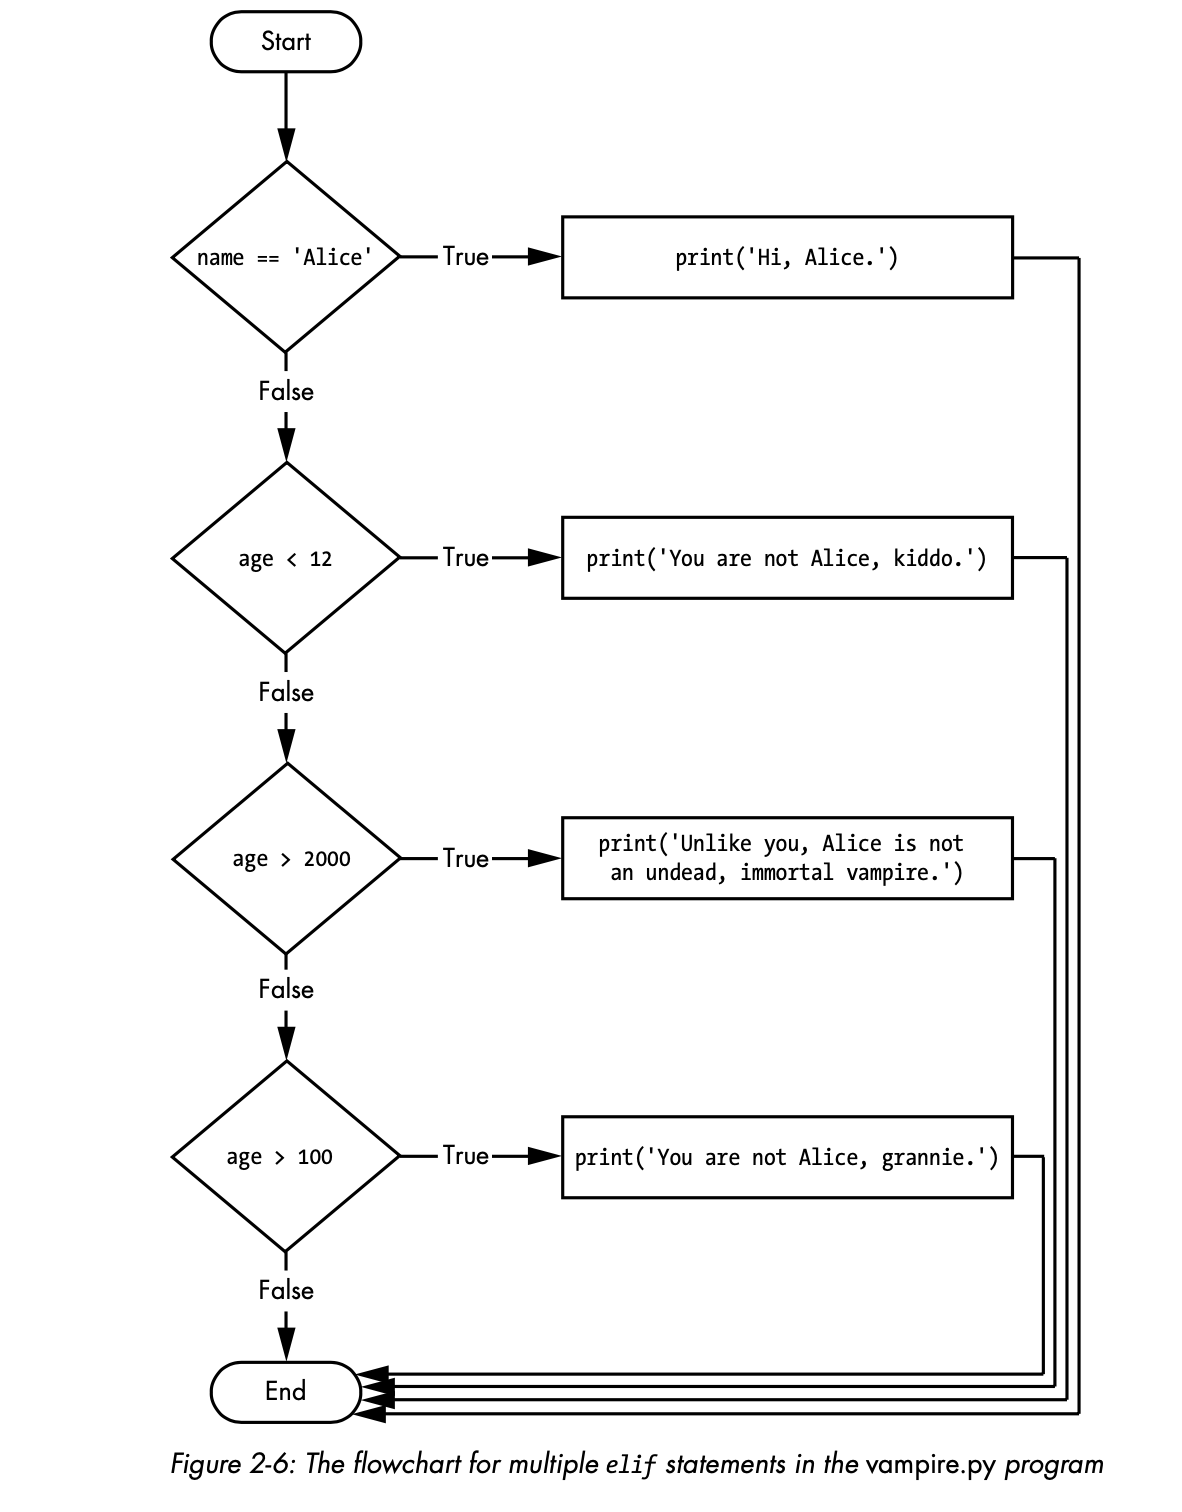 Start
name == 'Alice'
True
print('Hi, Alice.')
False
age < 12
True
print('You are not Alice, kiddo.')
False
age > 2000
True
print('Unlike you, Alice is not
an undead, immortal vampire.')
False
age > 100
True
print('You are not Alice, grannie.')
False
End
Figure 2-6: The flowchart for multiple elif statements in the vampire.py program